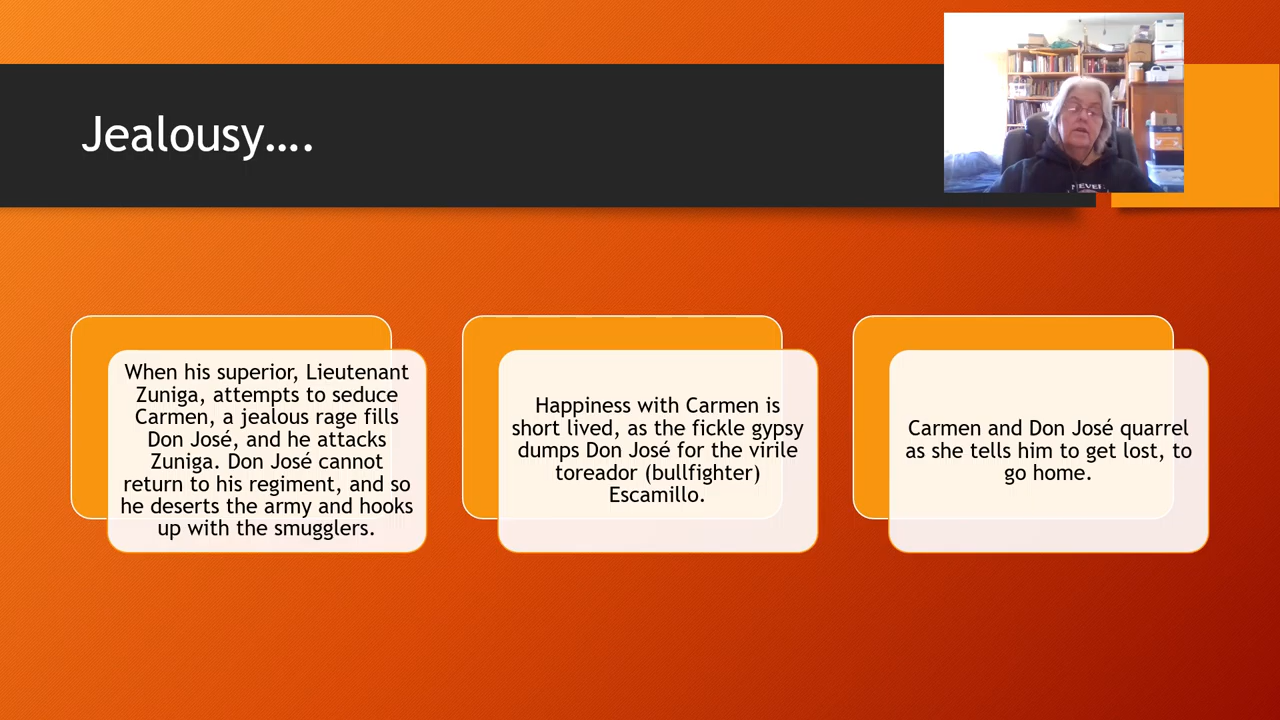 Jealousy....
NEVER
When his superior, Lieutenant
Zuniga, attempts to seduce
Carmen, a jealous rage fills
Don José, and he attacks
Zuniga. Don José cannot
return to his regiment, and so
he deserts the army and hooks
up with the smugglers.
Happiness with Carmen is
short lived, as the fickle gypsy
dumps Don José for the virile
toreador (bullfighter)
Escamillo.
Carmen and Don José quarrel
as she tells him to get lost, to
go home.